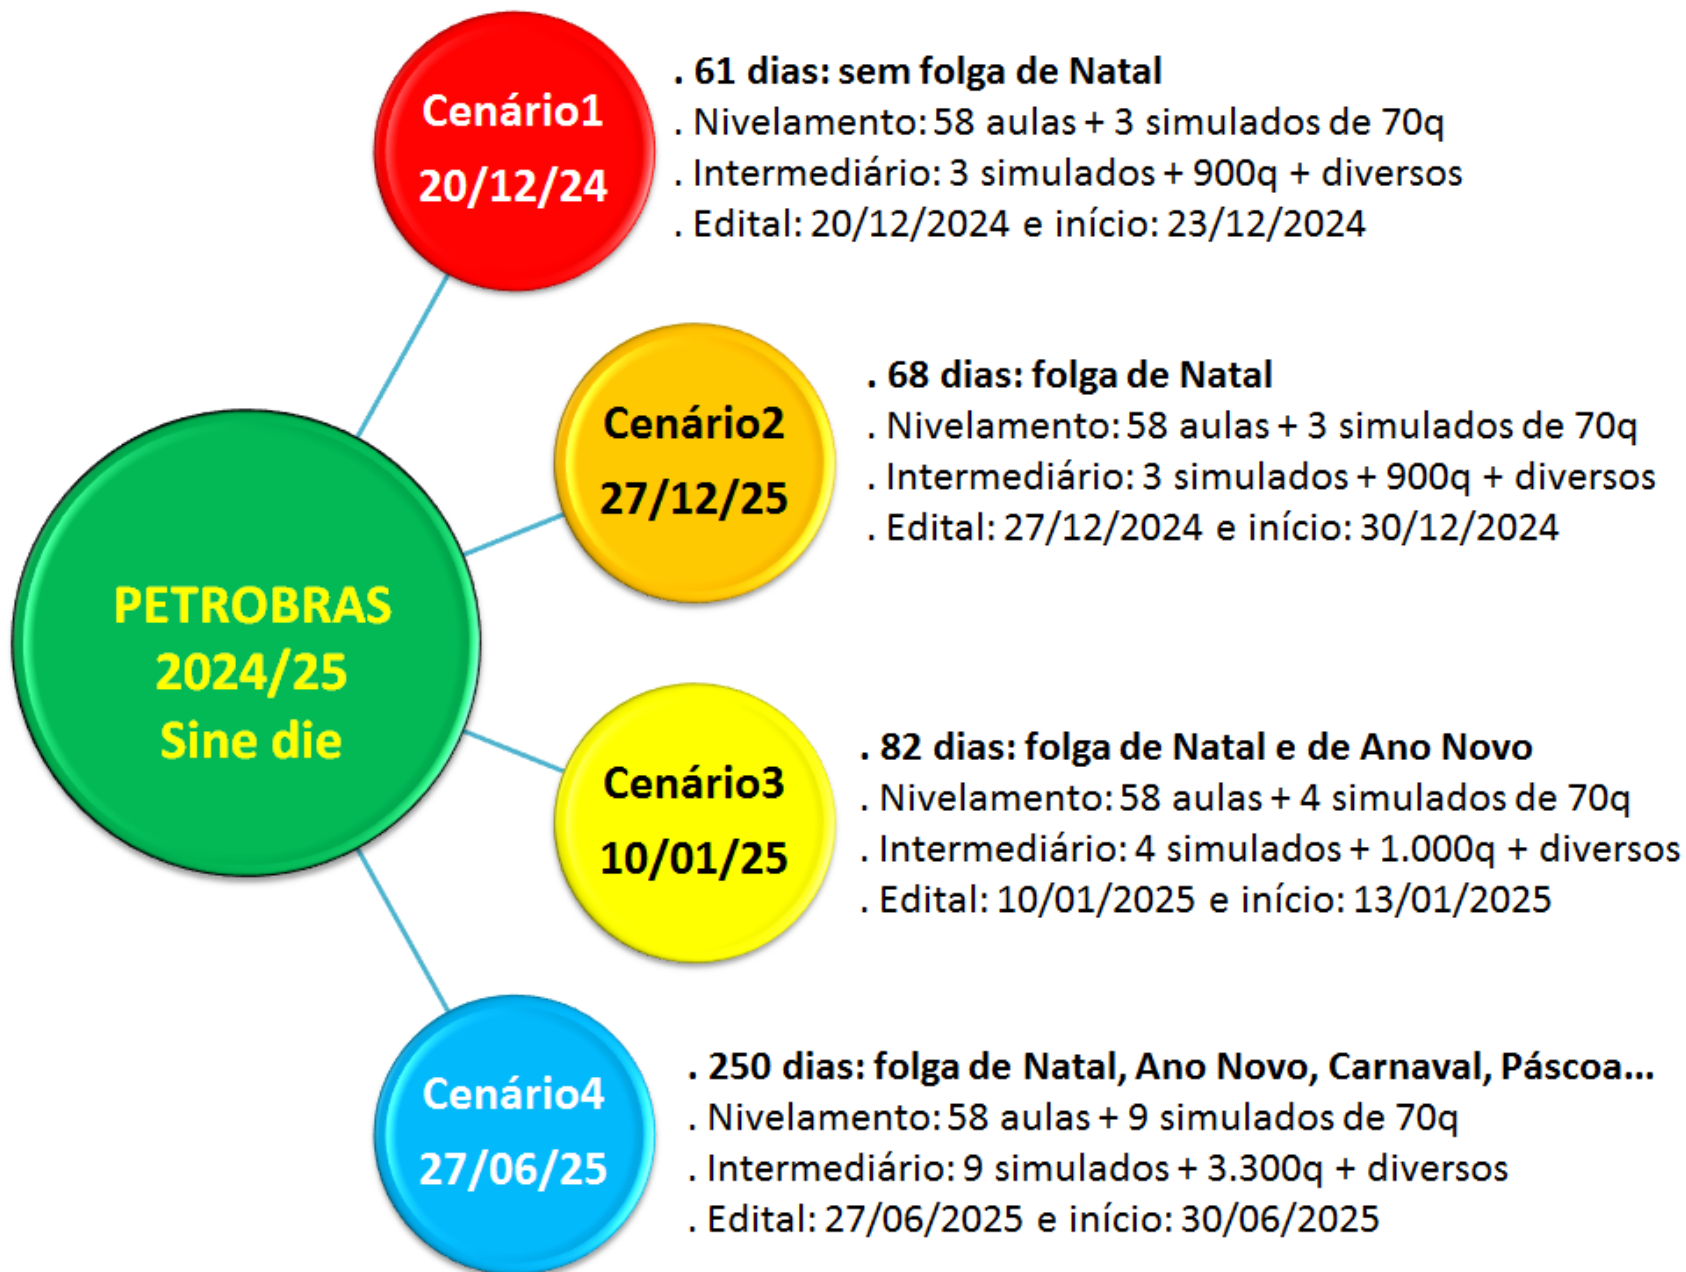 Cenário1
20/12/24
. 61 dias: sem folga de Natal
. Nivelamento: 58 aulas + 3 simulados de 70q
. Intermediário: 3 simulados + 900q + diversos
. Edital: 20/12/2024 e início: 23/12/2024
Cenário2
27/12/25
. 68 dias: folga de Natal
. Nivelamento: 58 aulas + 3 simulados de 70q
. Intermediário: 3 simulados + 900q + diversos
. Edital: 27/12/2024 e início: 30/12/2024
PETROBRAS
2024/25
Sine die
Cenário3
10/01/25
. 82 dias: folga de Natal e de Ano Novo
. Nivelamento: 58 aulas + 4 simulados de 70q
. Intermediário: 4 simulados + 1.000q + diversos
. Edital: 10/01/2025 e início: 13/01/2025
Cenário4
27/06/25
. 250 dias: folga de Natal, Ano Novo, Carnaval, Páscoa...
. Nivelamento: 58 aulas + 9 simulados de 70q
. Intermediário: 9 simulados + 3.300q + diversos
. Edital: 27/06/2025 e início: 30/06/2025